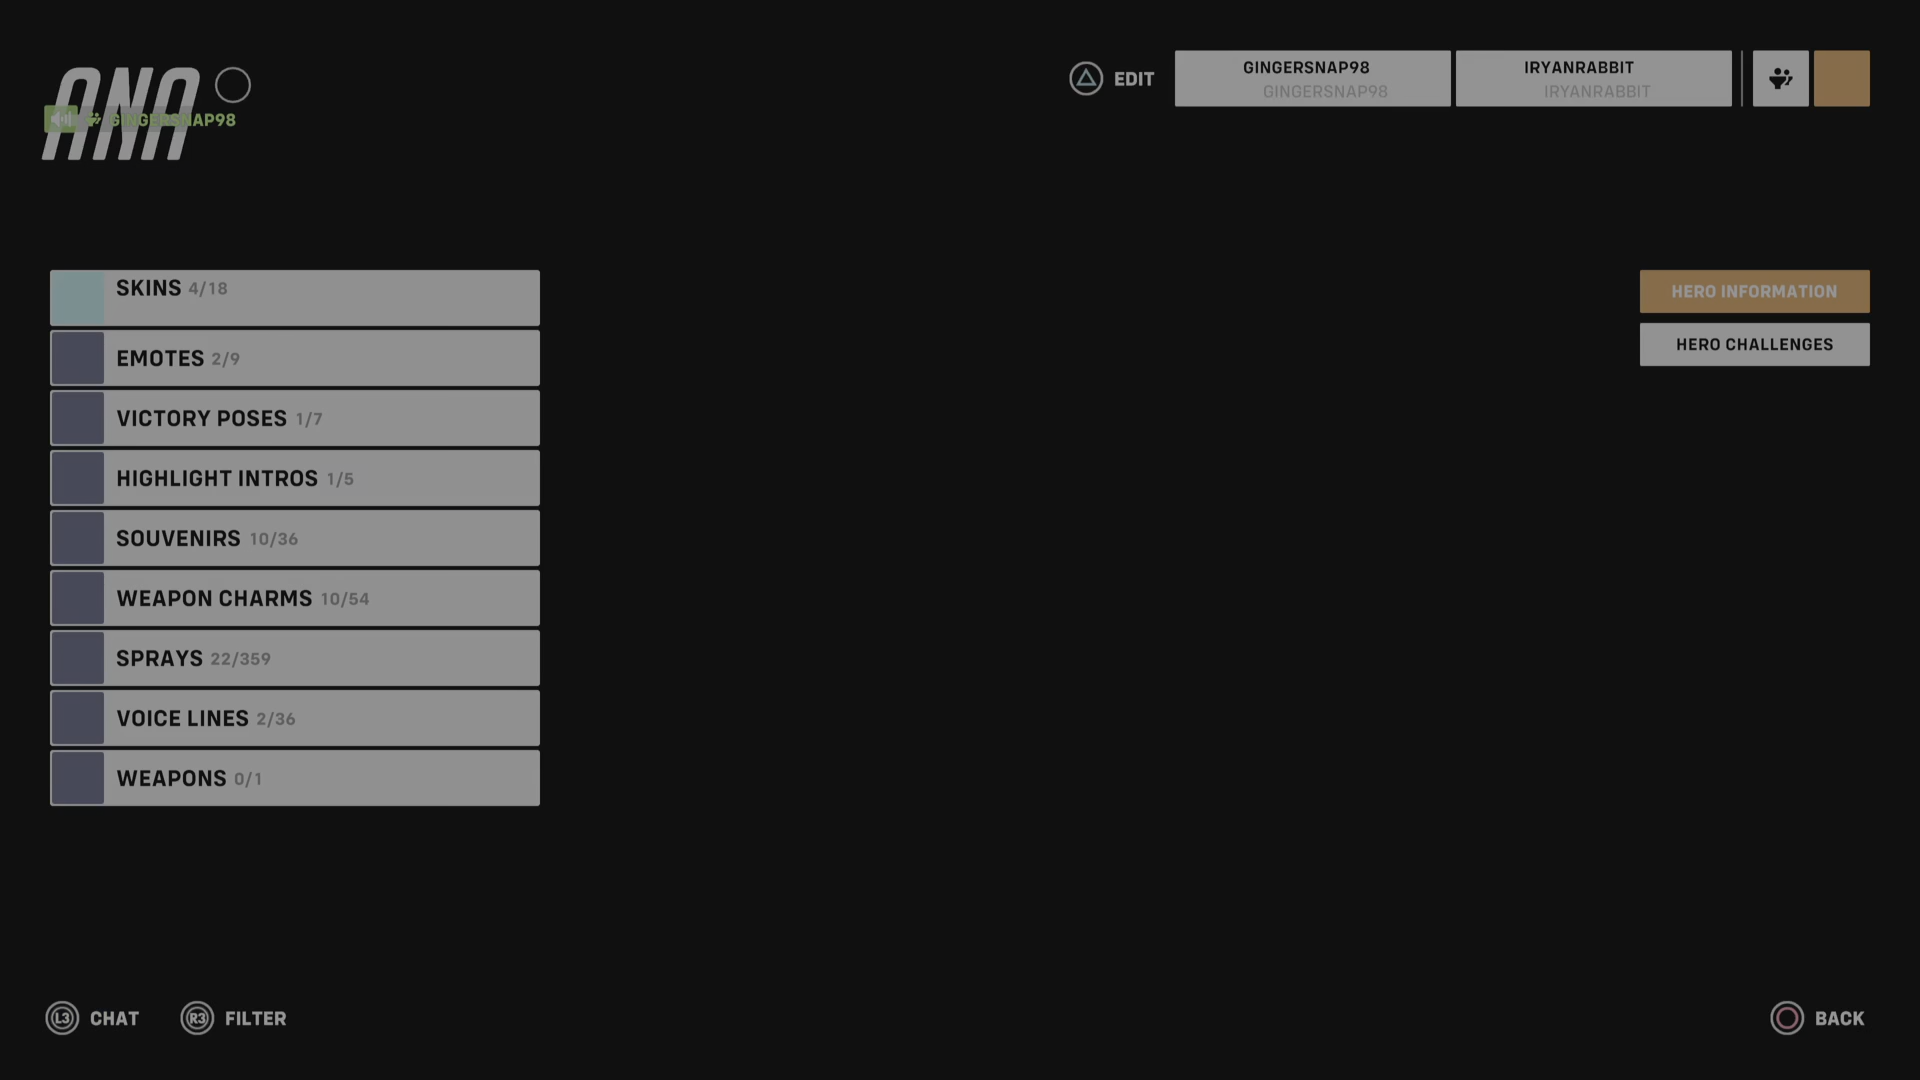 ANA
GINGERSNAP98
EDIT
GINGERSNAP98
GINGERSNAP98
IRYANRABBIT
IRYANRABBIT
SKINS 4/18
EMOTES 2/9
VICTORY POSES 1/7
HIGHLIGHT INTROS 1/5
SOUVENIRS 10/36
WEAPON CHARMS 10/54
SPRAYS 22/359
VOICE LINES 2/36
WEAPONS 0/1
HERO INFORMATION
HERO CHALLENGES
L3 CHAT
R3 FILTER
BACK